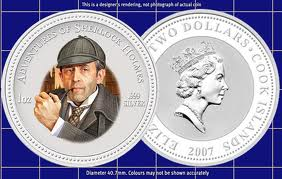 This is a designer's rendering, not photograph of actual coin
ADVENTURES OF SHERLOCK HOLMES
1oz
.999
SILVER
ELIZ
TWO DOLLARS, COOK ISLANDS
2007
Diameter 40.7mm. Colours may be shown accurately